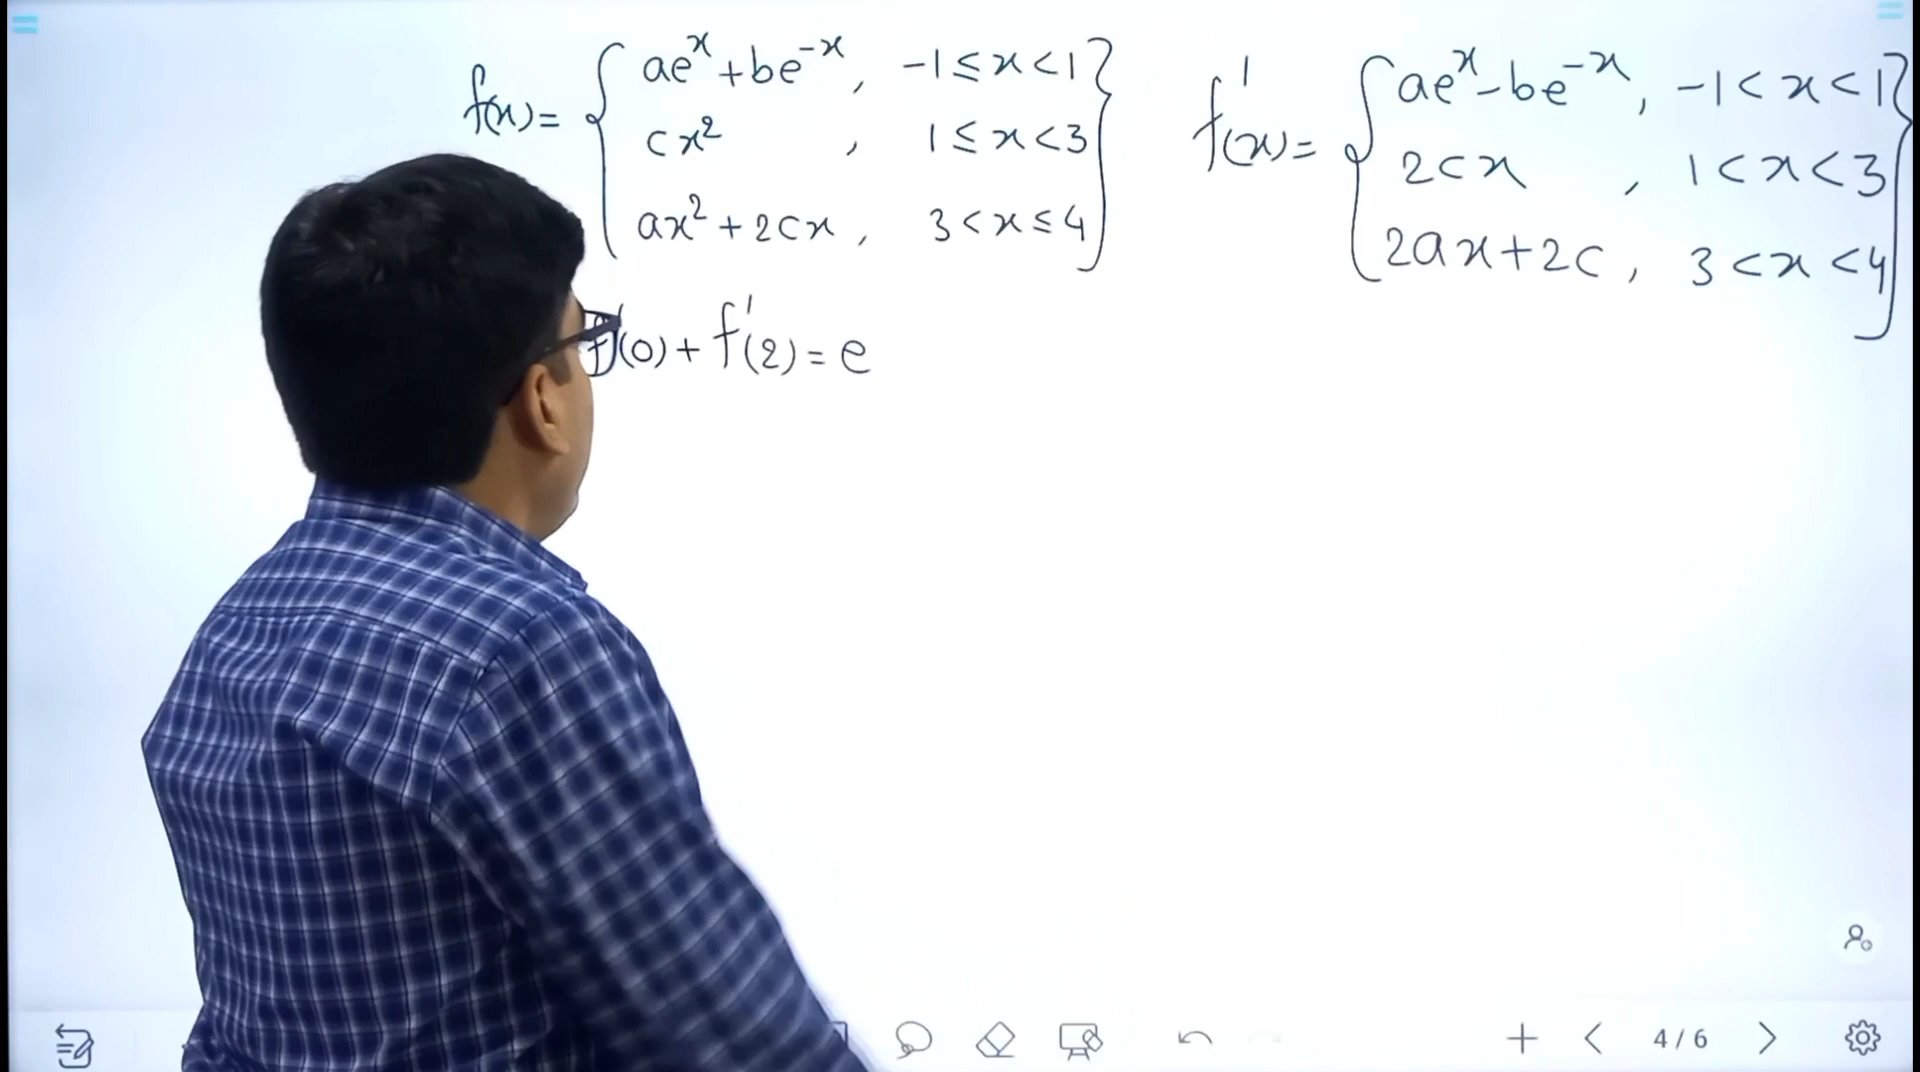 f(x) = { ae^x + be^-x , -1 ≤ x < 1 }
cx² , 1 ≤ x < 3
ax² + 2cx , 3 < x ≤ 4
f'(x) = { ae^x - be^-x , -1 < x < 1 }
2cx , 1 < x < 3
2ax + 2c , 3 < x < 4
f'(0) + f'(2) = e
4 / 6